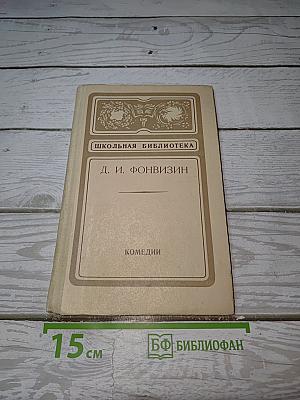 ШКОЛЬНАЯ БИБЛИОТЕКА
Д. И. ФОНВИЗИН
КОМЕДИИ
15 см
БФ БИБЛИОФАН